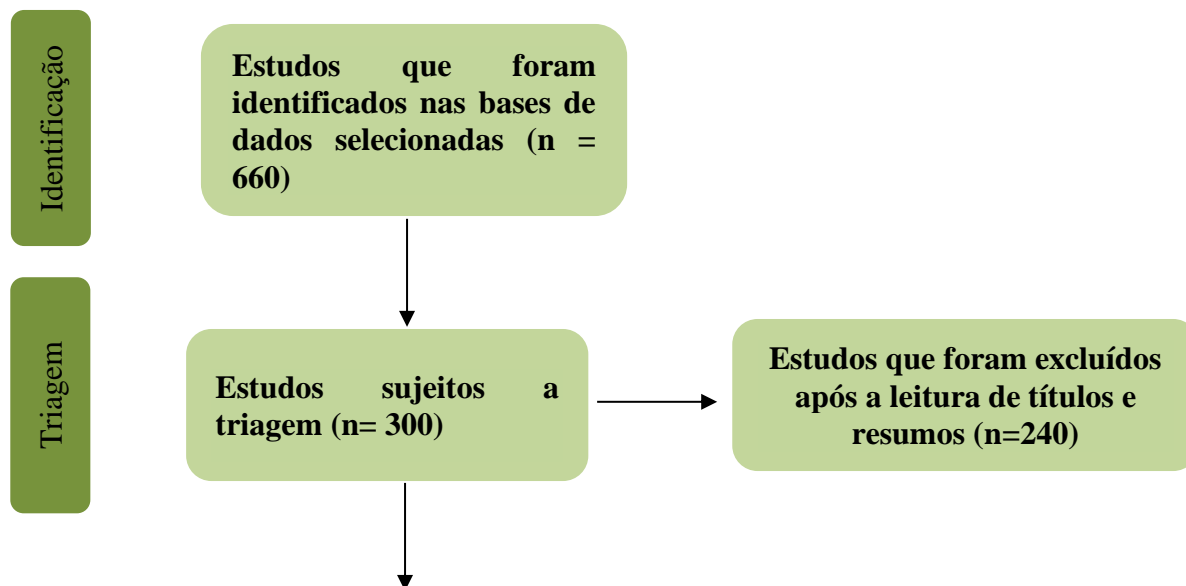 Identificação
Estudos que foram
identificados nas bases de
dados selecionadas (n =
660)
Triagem
Estudos sujeitos a
triagem (n= 300)
Estudos que foram excluídos
após a leitura de títulos e
resumos (n=240)